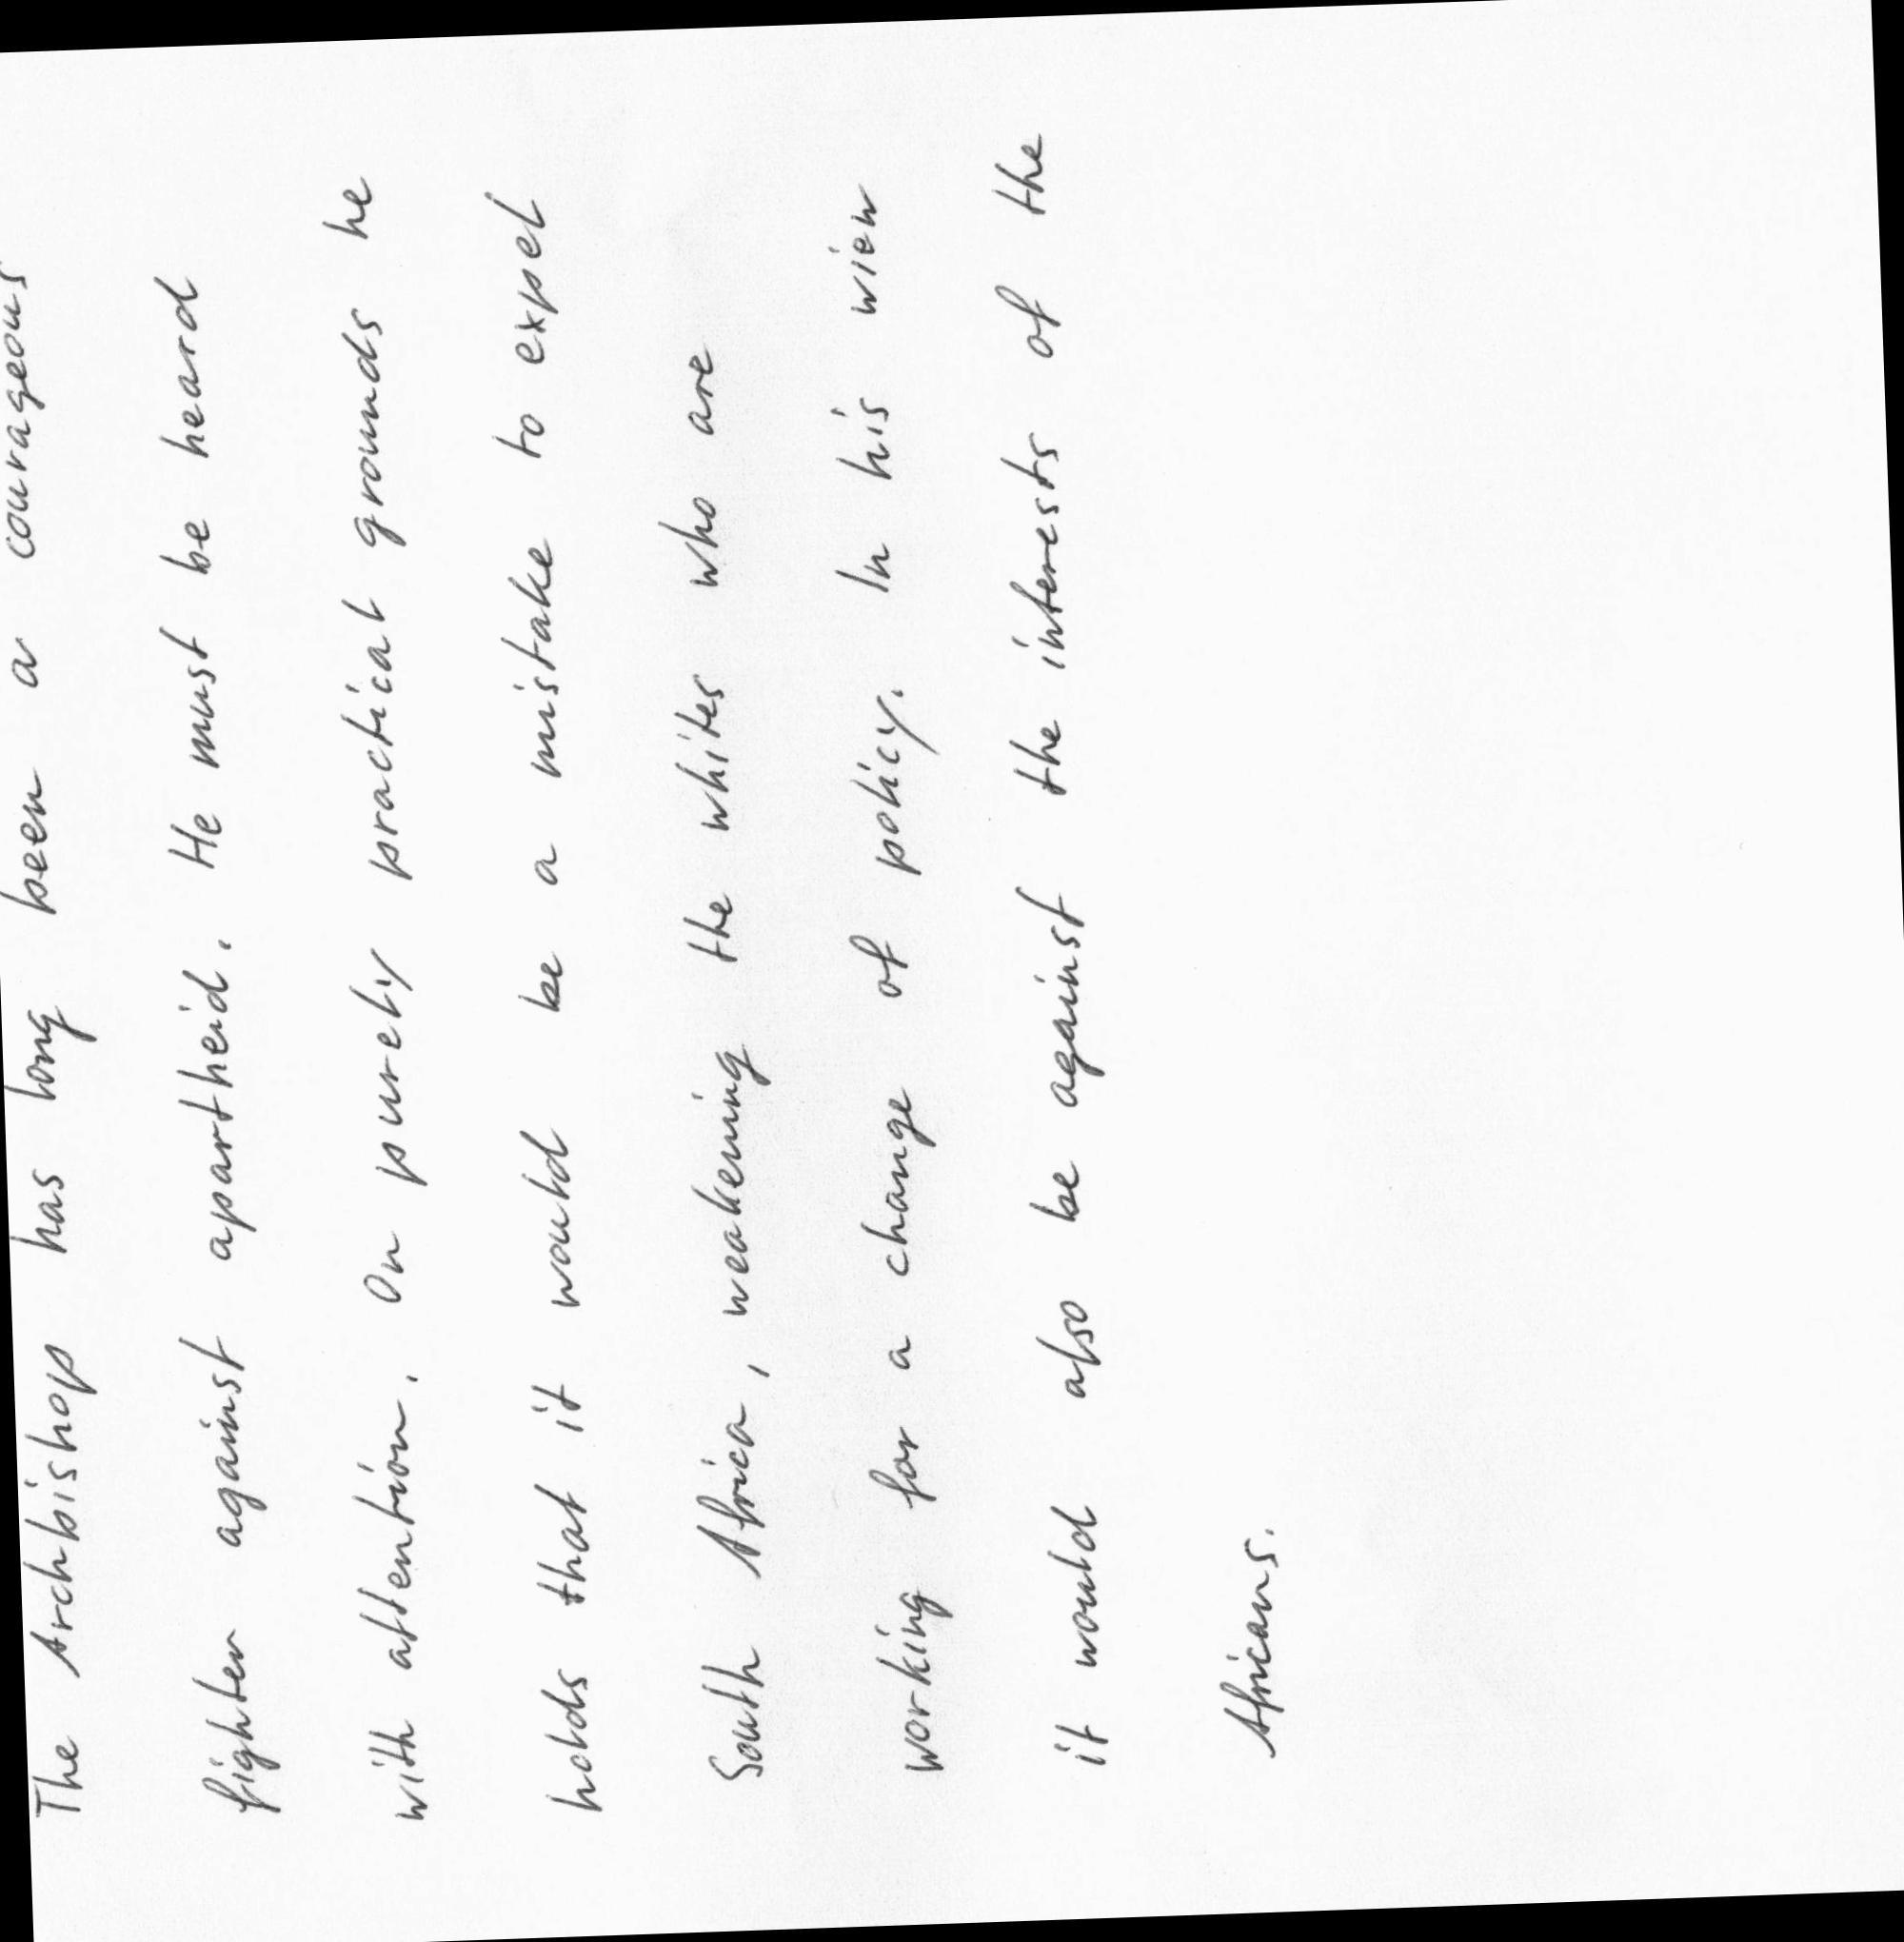 The Archbishop has long been a courageous
fighter against apartheid. He must be heard
with attention. On purely practical grounds he
holds that it would be a mistake to expel
South Africa, weakening the whites who are
working for a change of policy. In his wiew
it would also be against the interests of the
Africans.